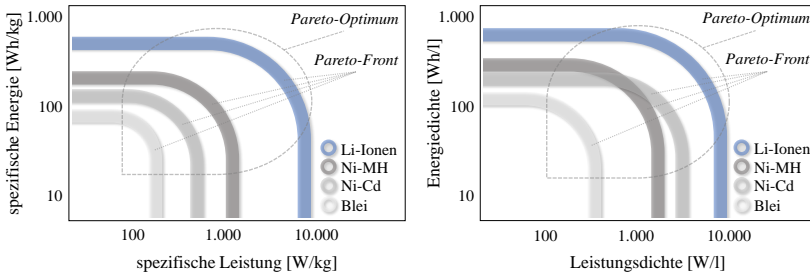 spezifische Energie [Wh/kg]
1.000
100
10
Pareto-Optimum
Pareto-Front
Li-Ionen
Ni-MH
Ni-Cd
Blei
100
1.000
10.000
spezifische Leistung [W/kg]
Energiedichte [Wh/l]
1.000
100
10
Pareto-Optimum
Pareto-Front
Li-Ionen
Ni-MH
Ni-Cd
Blei
100
1.000
10.000
Leistungsdichte [W/l]